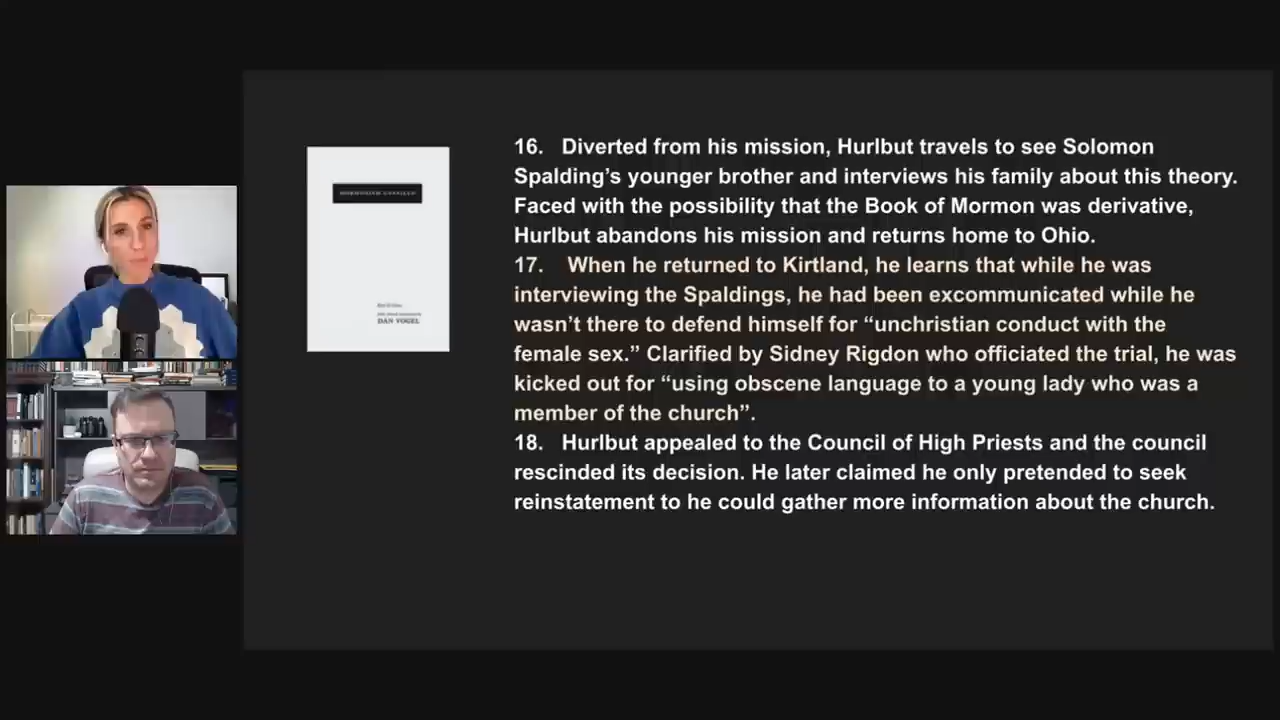 DAN VOGEL
16. Diverted from his mission, Hurlbut travels to see Solomon
Spalding’s younger brother and interviews his family about this theory.
Faced with the possibility that the Book of Mormon was derivative,
Hurlbut abandons his mission and returns home to Ohio.
17. When he returned to Kirtland, he learns that while he was
interviewing the Spaldings, he had been excommunicated while he
wasn’t there to defend himself for “unchristian conduct with the
female sex.” Clarified by Sidney Rigdon who officiated the trial, he was
kicked out for “using obscene language to a young lady who was a
member of the church”.
18. Hurlbut appealed to the Council of High Priests and the council
rescinded its decision. He later claimed he only pretended to seek
reinstatement to he could gather more information about the church.